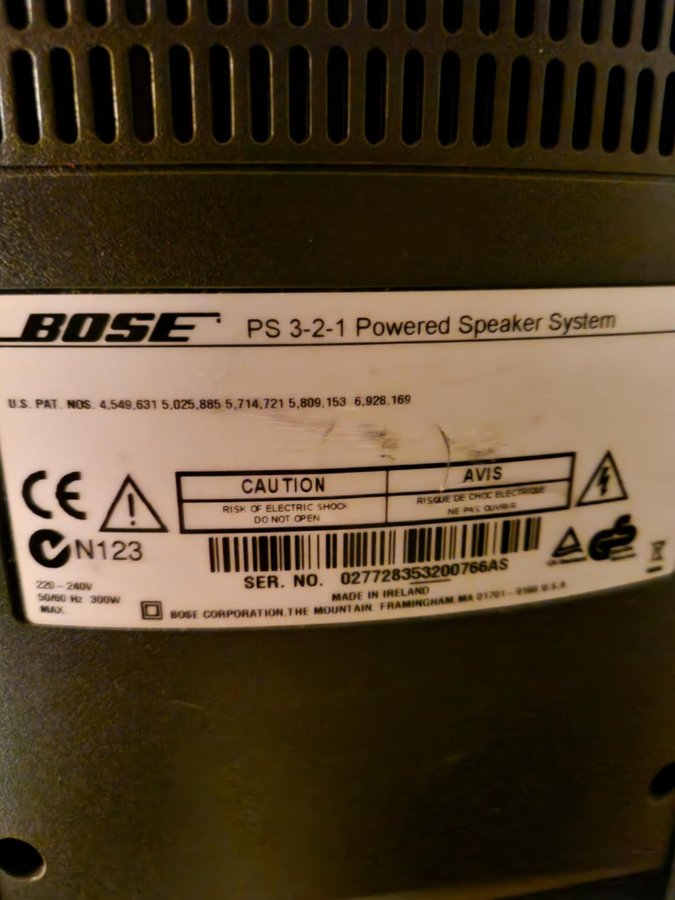 BOSE PS 3-2-1 Powered Speaker System
U.S. PAT. NOS. 4,549,631 5,025,885 5,714,721 5,809,153 6,928,169
CE
CAUTION
RISK OF ELECTRIC SHOCK
DO NOT OPEN
AVIS
RISQUE DE CHOC ELECTRIQUE
NE PAS OUVRIR
N123
SER. NO. 027728353200766AS
220-240V
50/60 Hz 300W
MAX.
MADE IN IRELAND
BOSE CORPORATION, THE MOUNTAIN, FRAMINGHAM, MA 01701-9168 U.S.A
GS